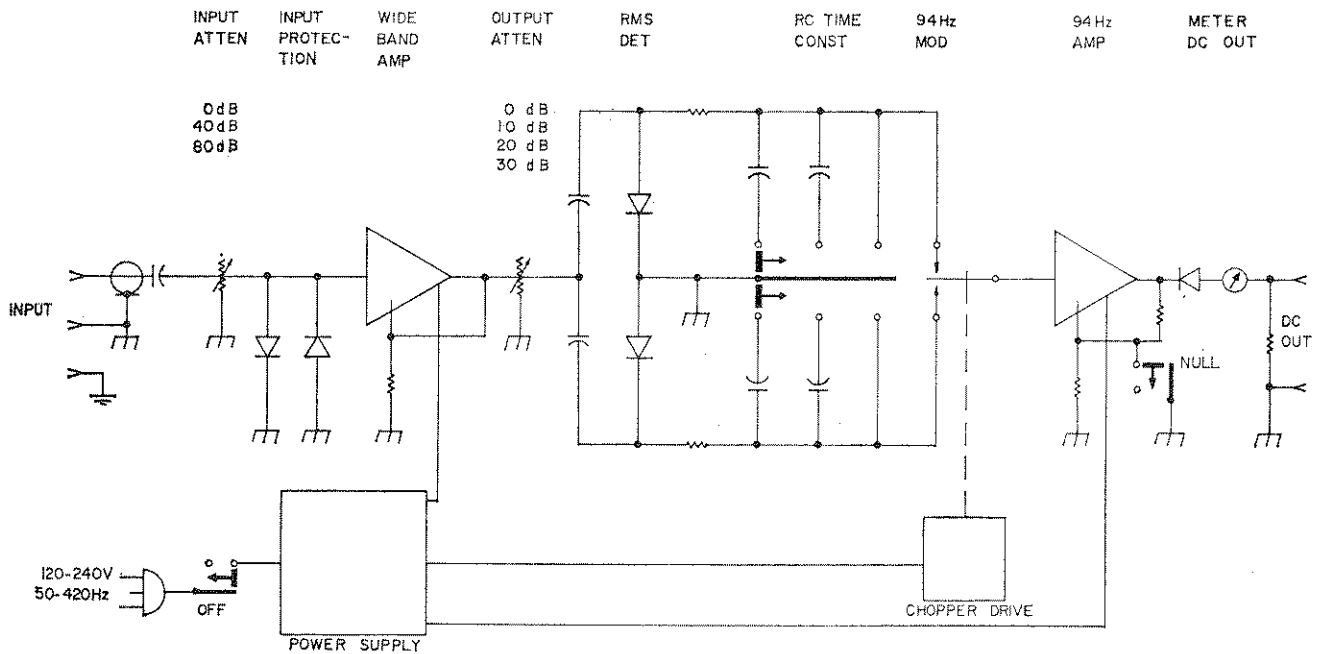 INPUT ATTEN
INPUT PROTEC-TION
WIDE BAND AMP
OUTPUT ATTEN
RMS DET
RC TIME CONST
94Hz MOD
94Hz AMP
METER DC OUT
0dB
40dB
80dB
0 dB
10 dB
20 dB
30 dB
INPUT
DC OUT
NULL
120-240V
50-420Hz
OFF
POWER SUPPLY
CHOPPER DRIVE